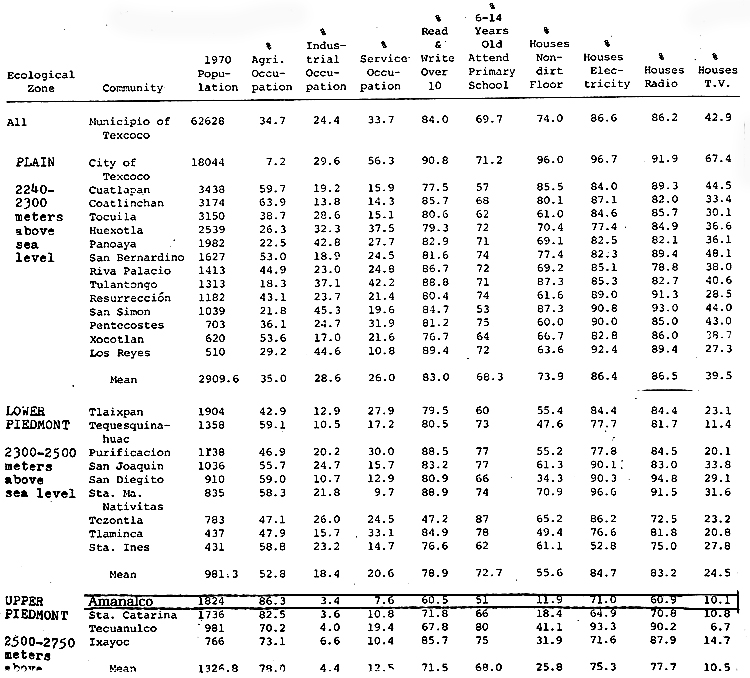 %
% 6-14
% Read Years % % %
% Indus- % & Old Houses Houses % %
1970 Agri. trial Service Write Attend Non- Elec- Houses Houses
Ecological Popu- Occu- Occu- Occu- Over Primary dirt tricity Radio T.V.
Zone Community lation pation pation pation 10 School Floor
All Municipio of 62628 34.7 24.4 33.7 84.0 69.7 74.0 86.6 86.2 42.9
Texcoco
PLAIN City of 18044 7.2 29.6 56.3 90.8 71.2 96.0 96.7 91.9 67.4
Texcoco
2240- Cuatlapan 3438 59.7 19.2 15.9 77.5 57 85.5 84.0 89.3 44.5
2300 Coatlinchan 3174 63.9 13.8 14.3 85.7 68 80.1 87.1 82.0 33.4
meters Tocuila 3150 38.7 28.6 15.1 80.6 62 61.0 84.6 85.7 30.1
above Huexotla 2539 26.3 32.3 37.5 79.3 72 70.4 77.4 84.9 36.6
sea Panoaya 1982 22.5 42.8 27.7 82.9 71 69.1 82.5 82.1 36.1
level San Bernardino 1627 53.0 18.9 24.5 81.6 74 77.4 82.3 89.4 48.1
Riva Palacio 1413 44.9 23.0 24.8 86.7 72 69.2 85.1 78.8 38.0
Tulantongo 1313 18.3 37.1 42.2 88.8 71 87.3 85.3 82.7 40.6
Resurrección 1182 43.1 23.7 21.4 80.4 74 61.6 89.0 91.3 28.5
San Simon 1039 21.8 45.3 19.6 84.7 53 87.3 90.8 93.0 44.0
Pentecostes 703 36.1 24.7 31.9 81.2 75 60.0 90.0 85.0 43.0
Xocotlan 620 53.6 17.0 21.6 76.7 64 66.7 82.8 86.0 38.7
Los Reyes 510 29.2 44.6 10.8 89.4 72 63.6 92.4 89.4 27.3
Mean 2909.6 35.0 28.6 26.0 83.0 68.3 73.9 86.4 86.5 39.5
LOWER Tlaixpan 1904 42.9 12.9 27.9 79.5 60 55.4 84.4 84.4 23.1
PIEDMONT Tequesquina- 1358 59.1 10.5 17.2 80.5 73 47.6 77.7 81.7 11.4
huac
2300-2500 Purificacion 1138 46.9 20.2 30.0 88.5 77 55.2 77.8 84.5 20.1
meters San Joaquin 1036 55.7 24.7 15.7 83.2 77 61.3 90.1 83.0 33.8
above San Diegito 910 59.0 10.7 12.9 80.9 66 34.3 90.3 94.8 29.1
sea level Sta. Ma. 835 58.3 21.8 9.7 88.9 74 70.9 96.6 91.5 31.6
Nativitas
Tezontla 783 47.1 26.0 24.5 47.2 87 65.2 86.2 72.5 23.2
Tlaminca 437 47.9 15.7 33.1 84.9 78 49.4 76.6 81.8 20.8
Sta. Ines 431 58.8 23.2 14.7 76.6 62 61.1 52.8 75.0 27.8
Mean 981.3 52.8 18.4 20.6 78.9 72.7 55.6 84.7 83.2 24.5
UPPER Amanalco 1824 86.3 3.4 7.6 60.5 51 11.9 71.0 60.9 10.1
PIEDMONT Sta. Catarina 1736 82.5 3.6 10.8 71.8 66 18.4 64.9 70.8 10.8
Tecuanulco 981 70.2 4.0 19.4 67.8 80 41.1 93.3 90.2 6.7
2500-2750 Ixayoc 766 73.1 6.6 10.4 85.7 75 31.9 71.6 87.9 14.7
meters
above Mean 1326.8 78.0 4.4 12.5 71.5 68.0 25.8 75.3 77.7 10.5